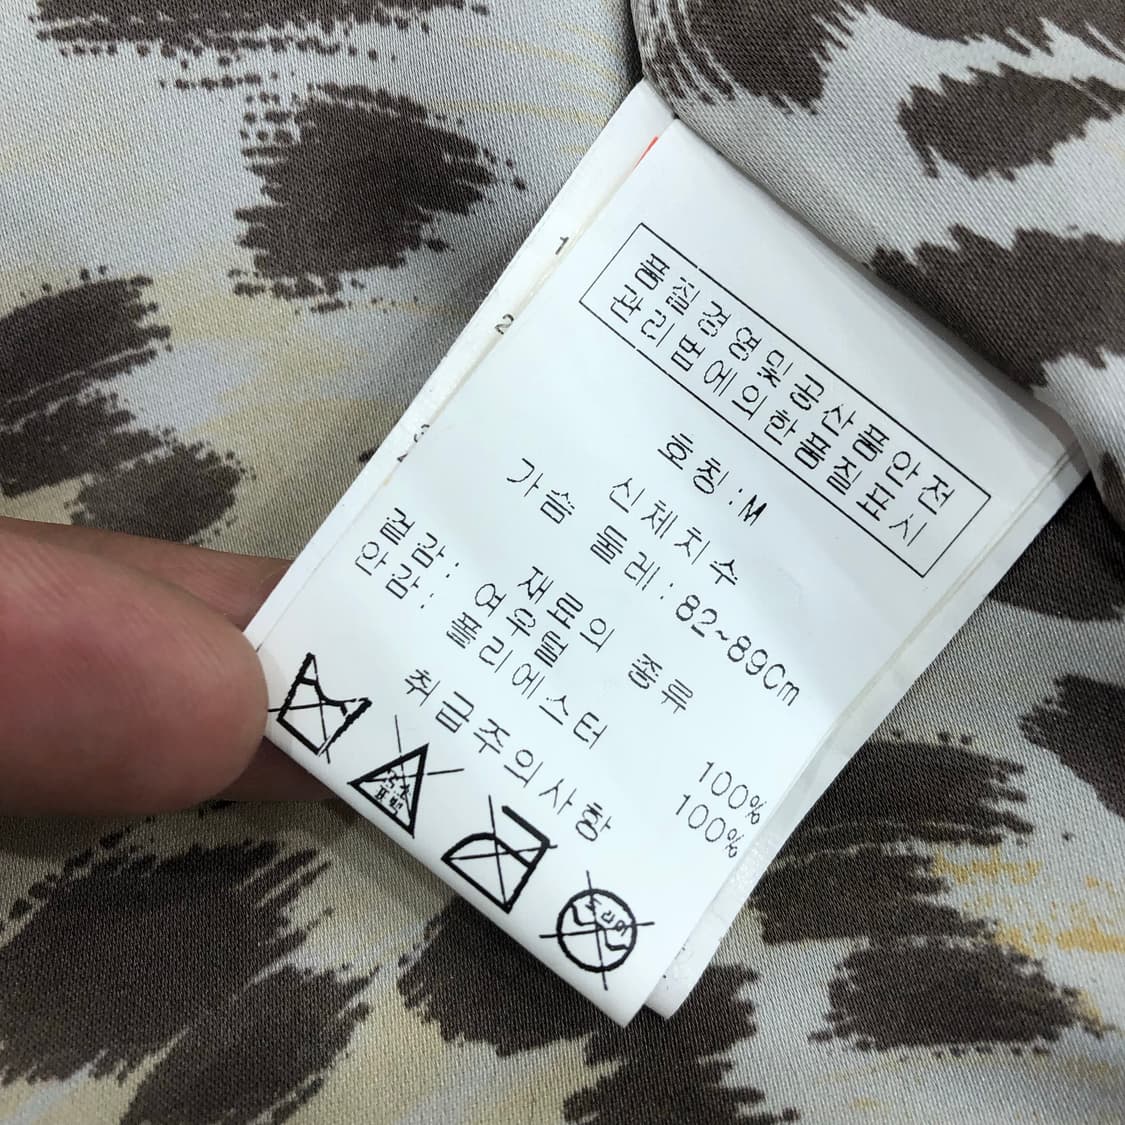 품질경영및공산품안전
관리법에의한품질표시
호칭:M
신체치수
가슴 둘레: 82~89Cm
재료의 종류
겉감: 여우털 100%
안감: 폴리에스터 100%
취급주의사항
1
2